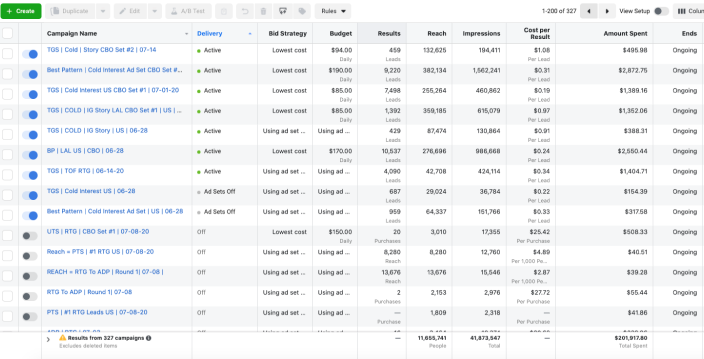 + Create Duplicate Edit A/B Test Rules 1-200 of 327 View Setup Colum
Campaign Name Delivery Bid Strategy Budget Results Reach Impressions Cost per Result Amount Spent Ends
TGS | Cold | Story CBO Set #2 | 07-14 Active Lowest cost $94.00 459 132,625 194,411 $1.08 $495.98 Ongoing
Daily Leads Per Lead
Best Pattern | Cold Interest Ad Set CBO Set #... Active Lowest cost $190.00 9,220 382,134 1,562,241 $0.31 $2,872.75 Ongoing
Daily Leads Per Lead
TGS | Cold Interest US CBO Set #1 | 07-01-20 Active Lowest cost $85.00 7,498 255,264 460,862 $0.19 $1,389.16 Ongoing
Daily Leads Per Lead
TGS | COLD | IG Story LAL CBO Set #1 | US | ... Active Lowest cost $85.00 1,392 359,185 615,079 $0.97 $1,352.06 Ongoing
Daily Leads Per Lead
TGS | COLD | IG Story | US | 06-28 Active Using ad set ... Using ad ... 429 87,474 130,864 $0.91 $388.31 Ongoing
Leads Per Lead
BP | LAL US | CBO | 06-28 Active Lowest cost $170.00 10,537 276,696 986,668 $0.24 $2,550.44 Ongoing
Daily Leads Per Lead
TGS | TOF RTG | 06-14-20 Active Using ad set ... Using ad ... 4,090 42,708 424,114 $0.34 $1,404.71 Ongoing
Leads Per Lead
TGS | Cold Interest US | 06-28 Ad Sets Off Using ad set ... Using ad ... 687 29,024 36,784 $0.22 $154.39 Ongoing
Leads Per Lead
Best Pattern | Cold Interest Ad Set | US | 06-28 Ad Sets Off Using ad set ... Using ad ... 959 64,337 151,766 $0.33 $317.58 Ongoing
Leads Per Lead
UTS | RTG | CBO Set #1 | 07-08-20 Off Lowest cost $150.00 20 3,010 17,355 $25.42 $508.33 Ongoing
Daily Purchases Per Purchase
Reach = PTS | #1 RTG US | 07-08-20 Off Using ad set ... Using ad ... 8,280 8,280 12,760 $4.89 $40.51 Ongoing
Reach Per 1,000 Pe...
REACH = RTG To ADP | Round 1| 07-08 | Off Using ad set ... Using ad ... 13,676 13,676 15,546 $2.87 $39.28 Ongoing
Reach Per 1,000 Pe...
RTG To ADP | Round 1| 07-08 Off Using ad set ... Using ad ... 2 2,153 2,976 $27.72 $55.44 Ongoing
Purchases Per Purchase
PTS | #1 RTG Leads US | 07-08-20 Off Using ad set ... Using ad ... — 1,809 2,318 — $41.86 Ongoing
Purchase Per Purchase
Results from 327 campaigns — 11,655,741 41,873,547 — $201,917.80
Excludes deleted items People Total Total Spent